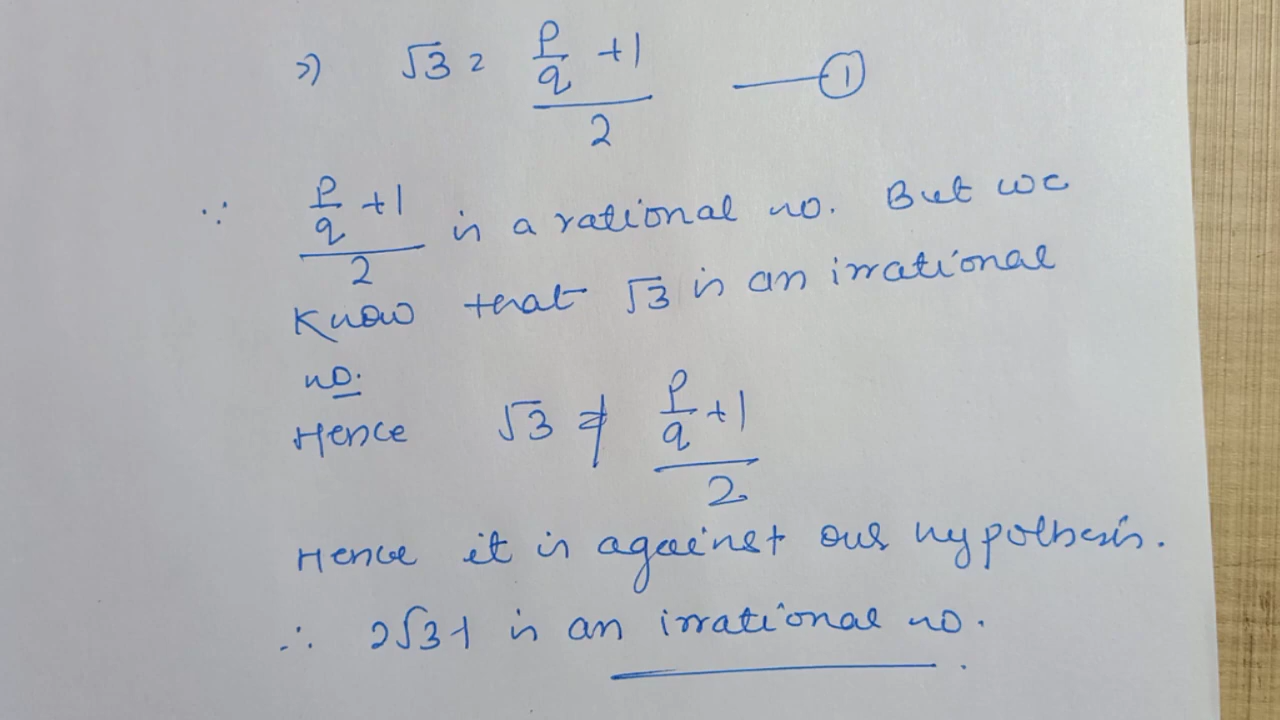 ⇒ √3 = (p/q + 1)/2 —①
∵ (p/q + 1)/2 is a rational no. But we
know that √3 is an irrational
no.
Hence √3 ≠ (p/q + 1)/2
Hence it is against our hypothesis.
∴ 2√3-1 is an irrational no.